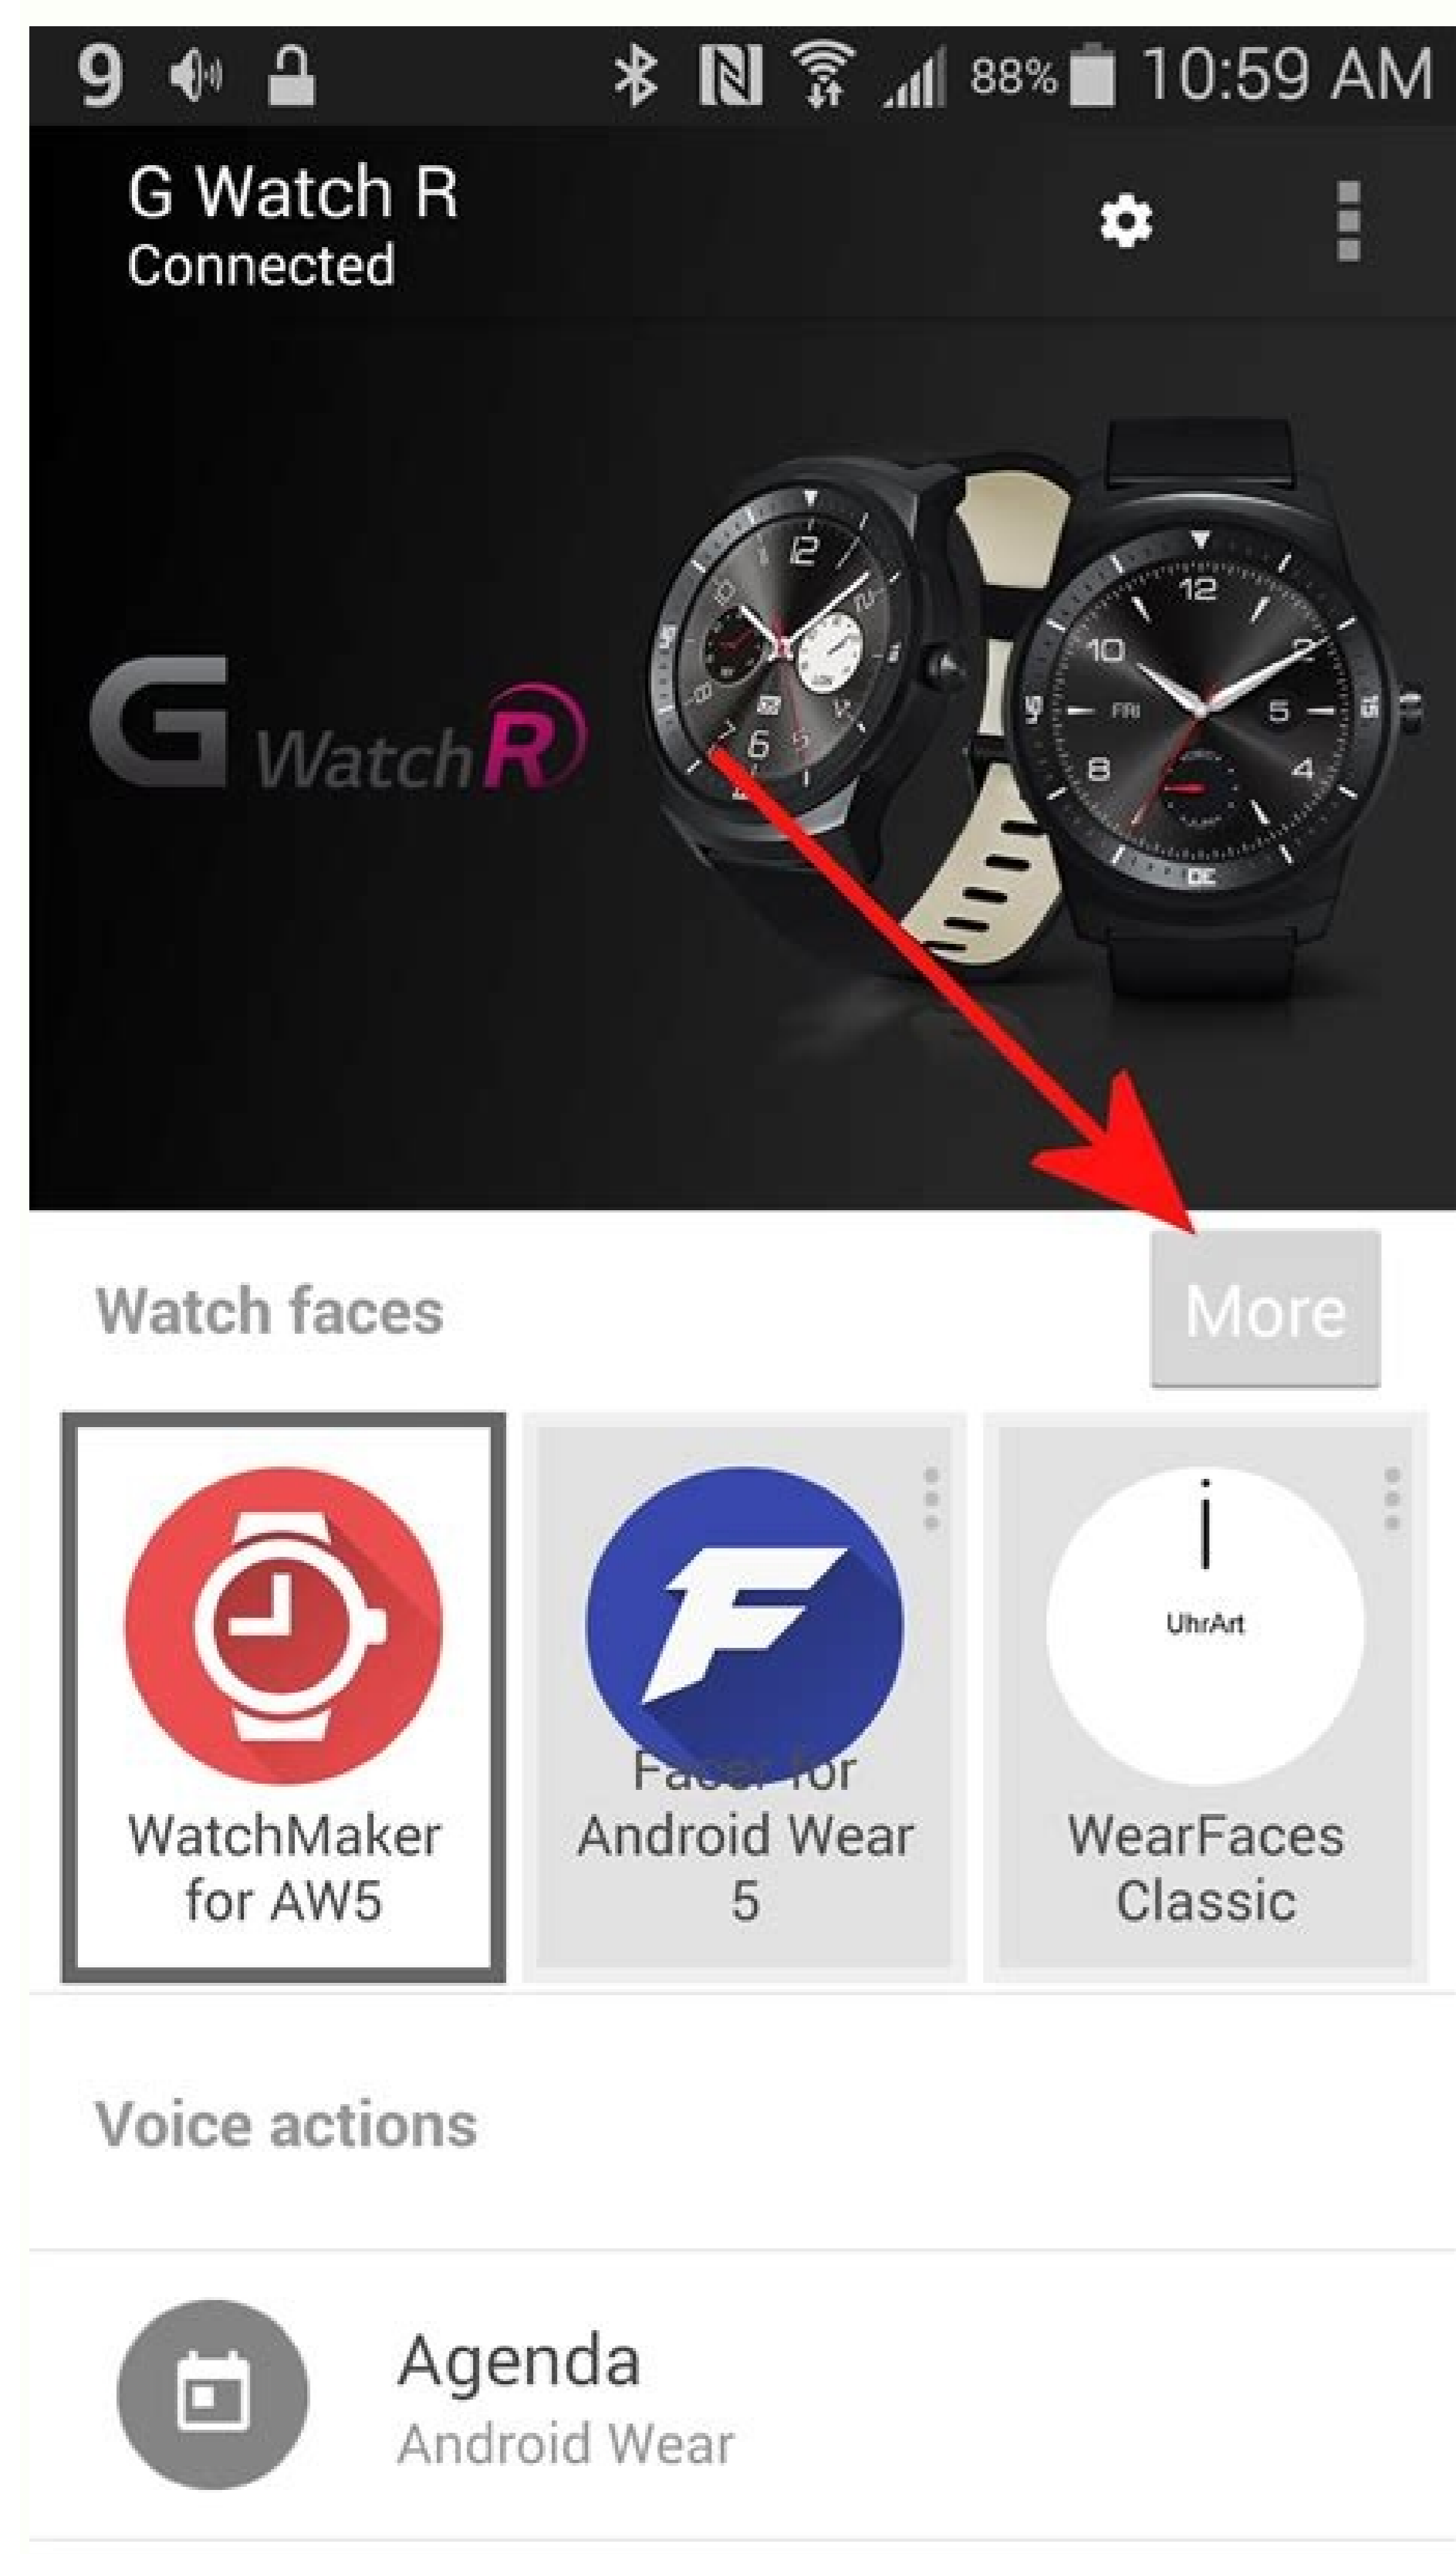 9 88% 10:59 AM
G Watch R
Connected
G Watch R
12
10
FRI 5
8 4
Watch faces
More
UhrArt
WatchMaker
for AW5
Facer for
Android Wear
5
WearFaces
Classic
Voice actions
Agenda
Android Wear